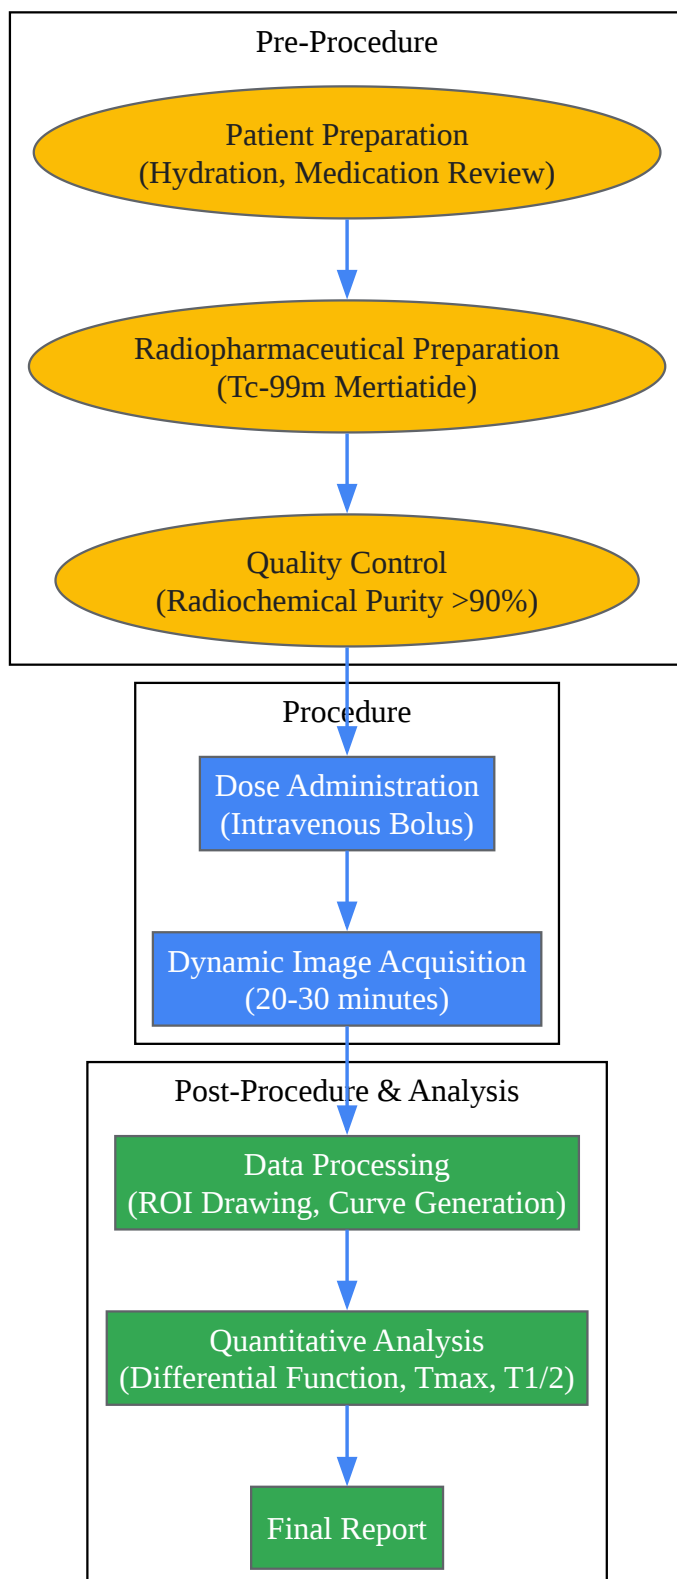 Pre-Procedure
Patient Preparation
(Hydration, Medication Review)
Radiopharmaceutical Preparation
(Tc-99m Mertiatide)
Quality Control
(Radiochemical Purity >90%)
Procedure
Dose Administration
(Intravenous Bolus)
Dynamic Image Acquisition
(20-30 minutes)
Post-Procedure & Analysis
Data Processing
(ROI Drawing, Curve Generation)
Quantitative Analysis
(Differential Function, Tmax, T1/2)
Final Report